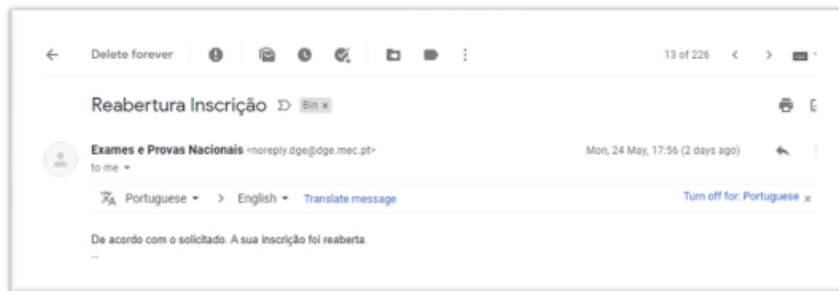 Delete forever
13 of 226
Reabertura Inscrição Bin x
Exames e Provas Nacionais <noreply.dge@dge.mec.pt> Mon, 24 May, 17:56 (2 days ago)
to me
Portuguese > English Translate message Turn off for: Portuguese x
De acordo com o solicitado. A sua inscrição foi reaberta.
--